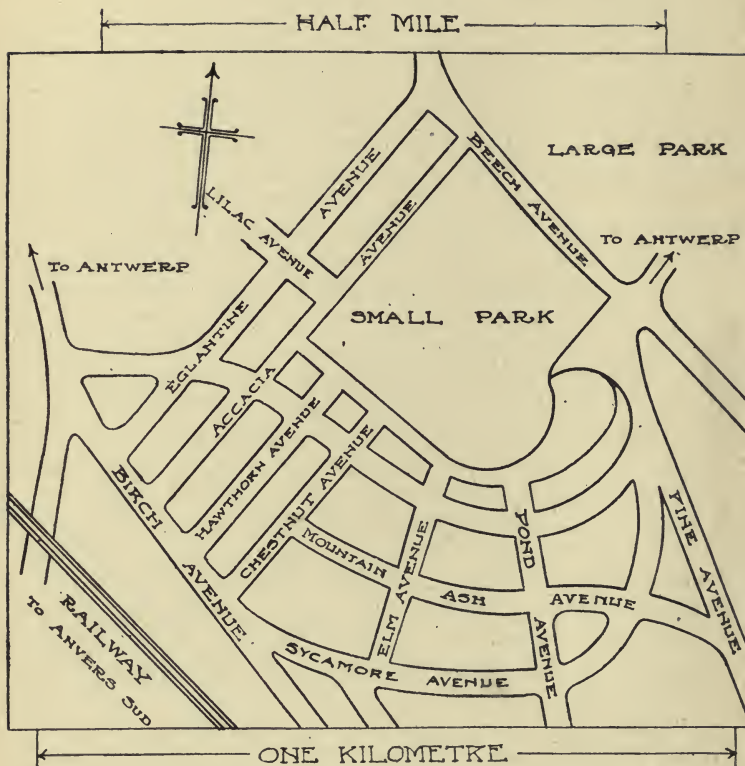 HALF MILE
LARGE PARK
BEECH AVENUE
AVENUE
AVENUE
LILAC AVENUE
TO ANTWERP
TO ANTWERP
SMALL PARK
EGLANTINE
ACCACIA
HAWTHORN AVENUE
CHESTNUT AVENUE
BIRCH AVENUE
MOUNTAIN ASH AVENUE
ELM AVENUE
POND AVENUE
PINE AVENUE
SYCAMORE AVENUE
RAILWAY
TO ANVERS SUD
ONE KILOMETRE